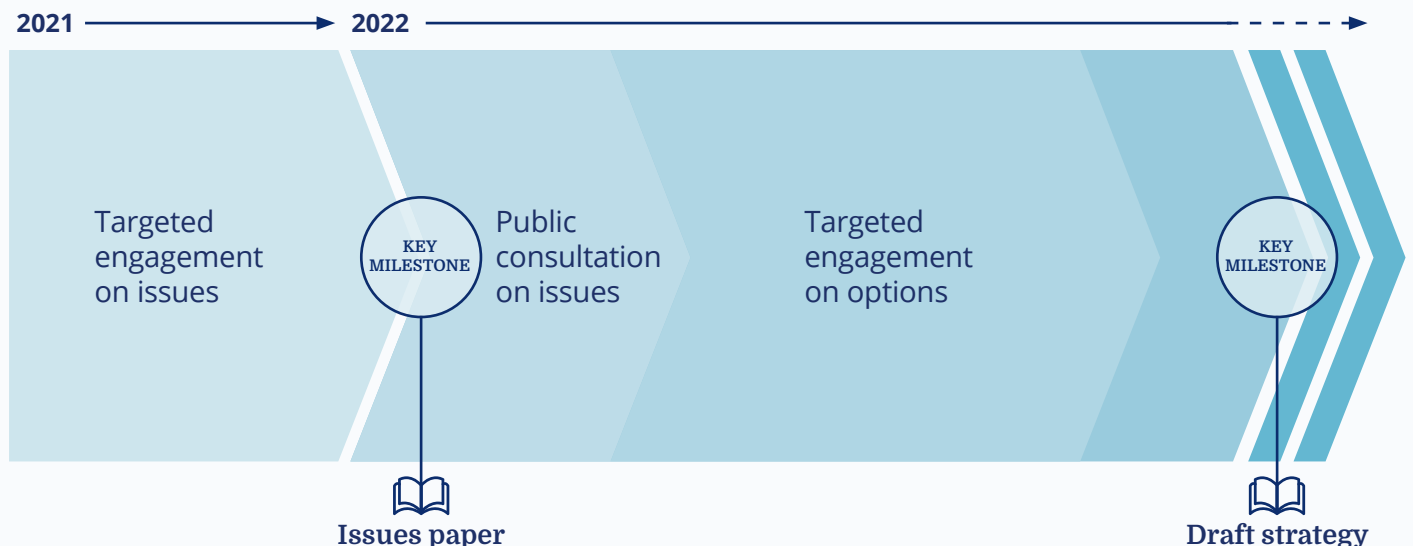 2021
2022
Targeted
engagement
on issues
KEY
MILESTONE
Public
consultation
on issues
Targeted
engagement
on options
KEY
MILESTONE
Issues paper
Draft strategy